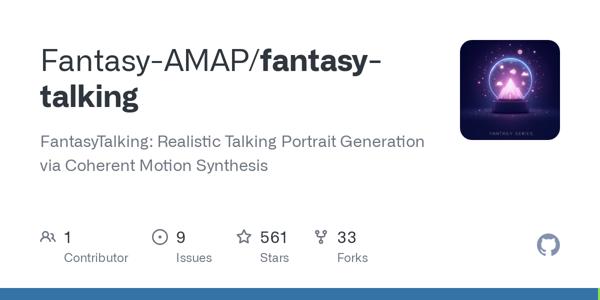 Fantasy-AMAP/fantasy-
talking
FantasyTalking: Realistic Talking Portrait Generation
via Coherent Motion Synthesis
1
Contributor
9
Issues
561
Stars
33
Forks
FANTASY SERIES